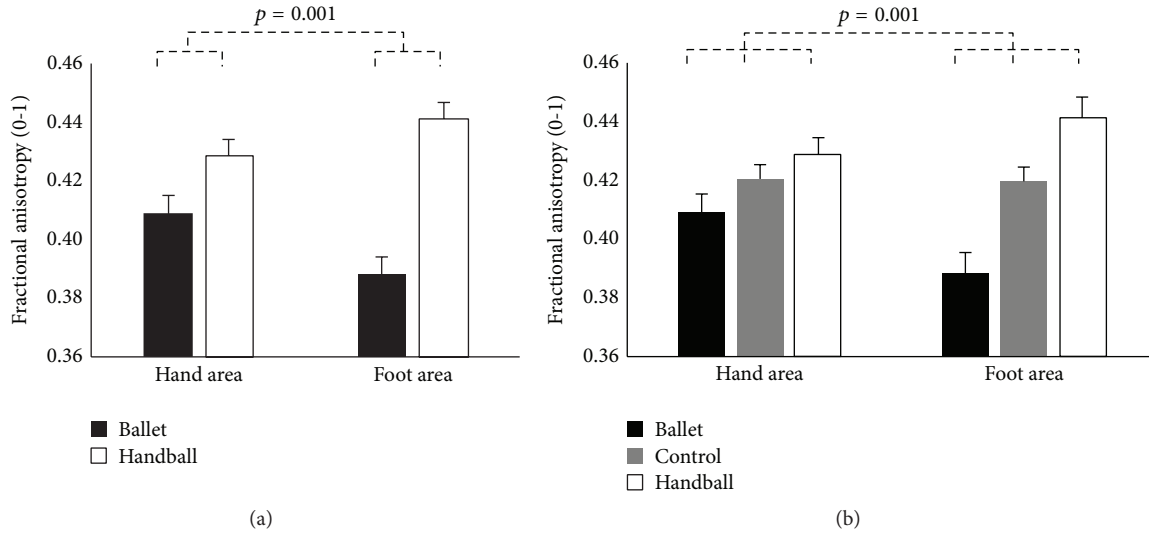 p = 0.001
Fractional anisotropy (0-1)
0.46
0.44
0.42
0.40
0.38
0.36
Hand area
Foot area
Ballet
Handball
(a)
p = 0.001
Fractional anisotropy (0-1)
0.46
0.44
0.42
0.40
0.38
0.36
Hand area
Foot area
Ballet
Control
Handball
(b)